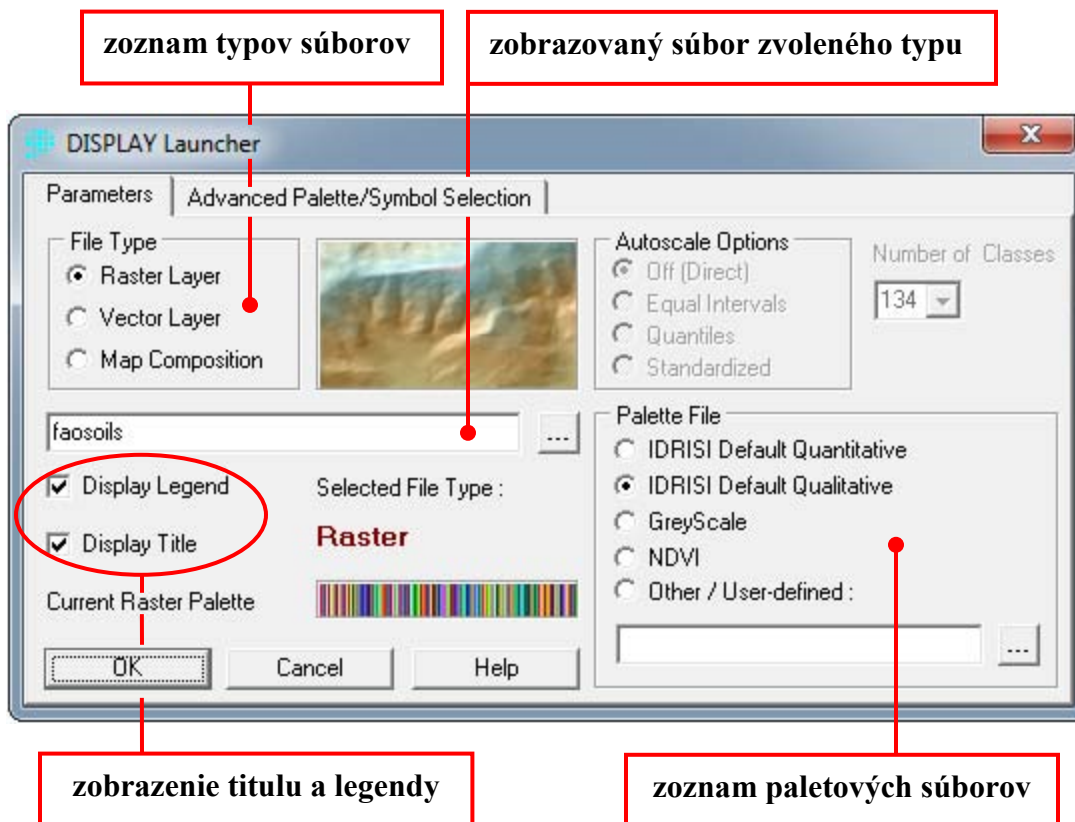 zoznam typov súborov
zobrazovaný súbor zvoleného typu
DISPLAY Launcher
Parameters
Advanced Palette/Symbol Selection
File Type
Raster Layer
Vector Layer
Map Composition
Autoscale Options
Off (Direct)
Equal Intervals
Quantiles
Standardized
Number of Classes
134
faosoils
...
Display Legend
Display Title
Selected File Type :
Raster
Current Raster Palette
OK
Cancel
Help
Palette File
IDRISI Default Quantitative
IDRISI Default Qualitative
GreyScale
NDVI
Other / User-defined :
...
zobrazenie titulu a legendy
zoznam paletových súborov